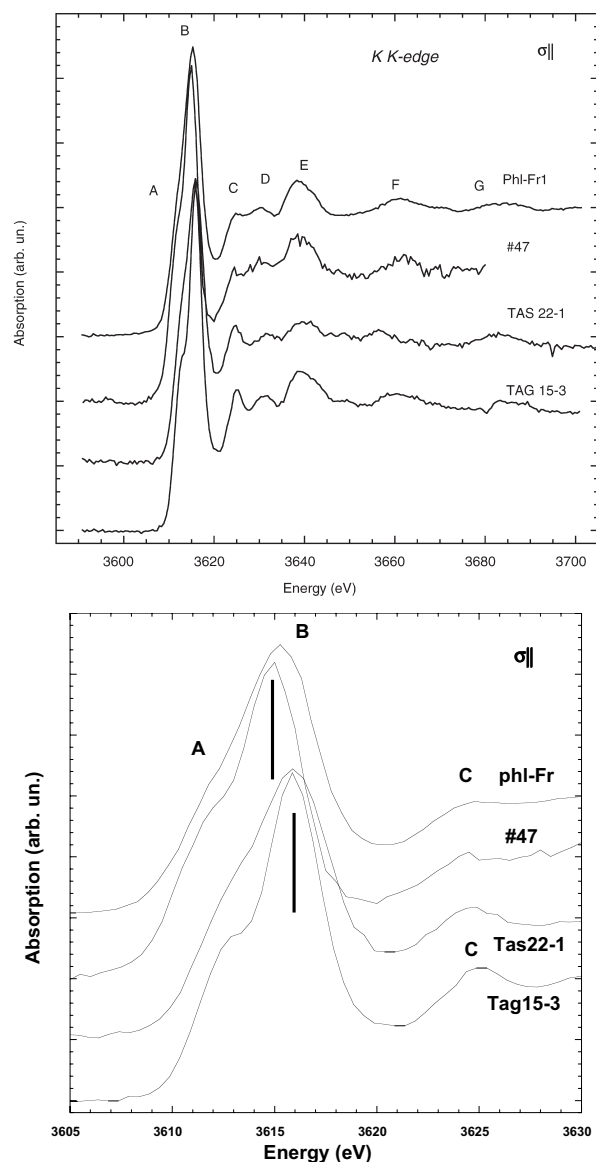 B
K K-edge
σ||
A
C
D
E
F
G
Phl-Fr1
#47
TAS 22-1
TAG 15-3
Absorption (arb. un.)
3600
3620
3640
3660
3680
3700
Energy (eV)
B
σ||
A
C
phl-Fr
#47
Tas22-1
C
Tag15-3
Absorption (arb. un.)
3605
3610
3615
3620
3625
3630
Energy (eV)